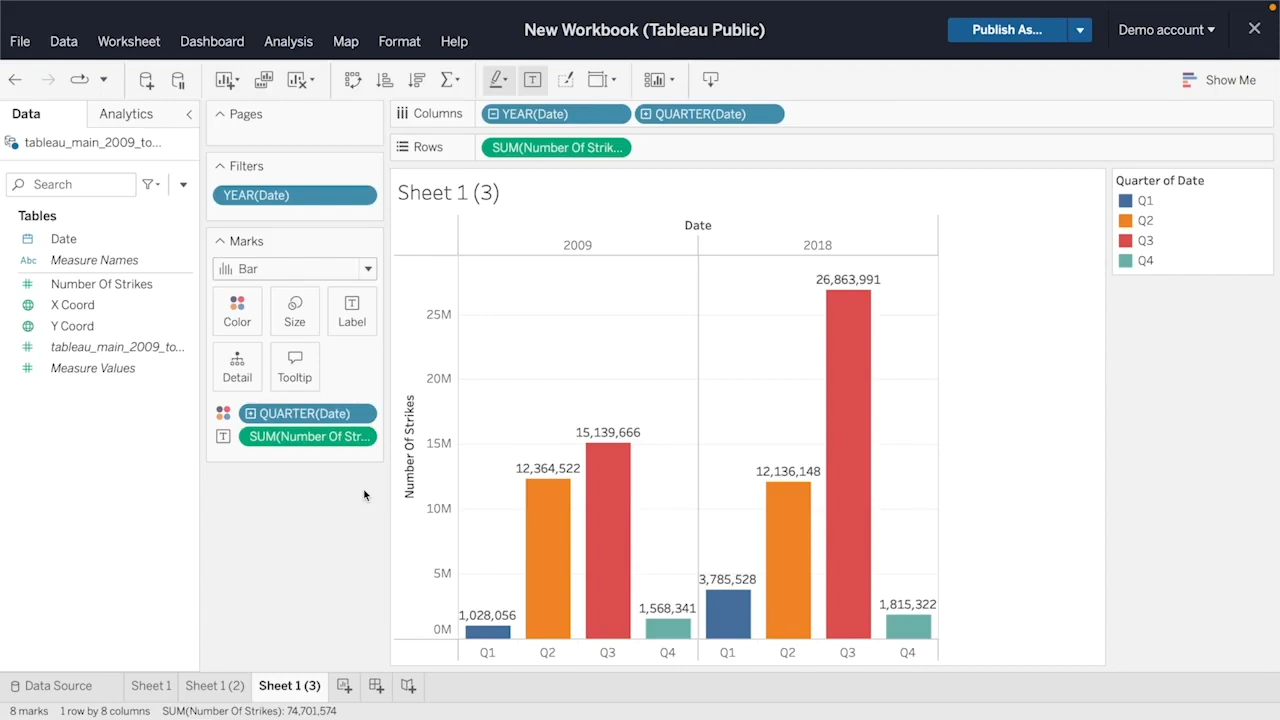 New Workbook (Tableau Public)
File Data Worksheet Dashboard Analysis Map Format Help
Publish As...
Demo account
Show Me
Data Analytics
tableau_main_2009_to...
Search
Tables
Date
Abc Measure Names
Number Of Strikes
X Coord
Y Coord
tableau_main_2009_to...
Measure Values
Pages
Filters
YEAR(Date)
Marks
Bar
Color Size Label
Detail Tooltip
QUARTER(Date)
SUM(Number Of Str...
Columns YEAR(Date) QUARTER(Date)
Rows SUM(Number Of Strik...
Sheet 1 (3)
Date
2009 2018
Number Of Strikes
25M
20M
15M
10M
5M
0M
1,028,056
12,364,522
15,139,666
1,568,341
3,785,528
12,136,148
26,863,991
1,815,322
Q1 Q2 Q3 Q4 Q1 Q2 Q3 Q4
Quarter of Date
Q1
Q2
Q3
Q4
Data Source Sheet 1 Sheet 1 (2) Sheet 1 (3)
8 marks 1 row by 8 columns SUM(Number Of Strikes): 74,701,574